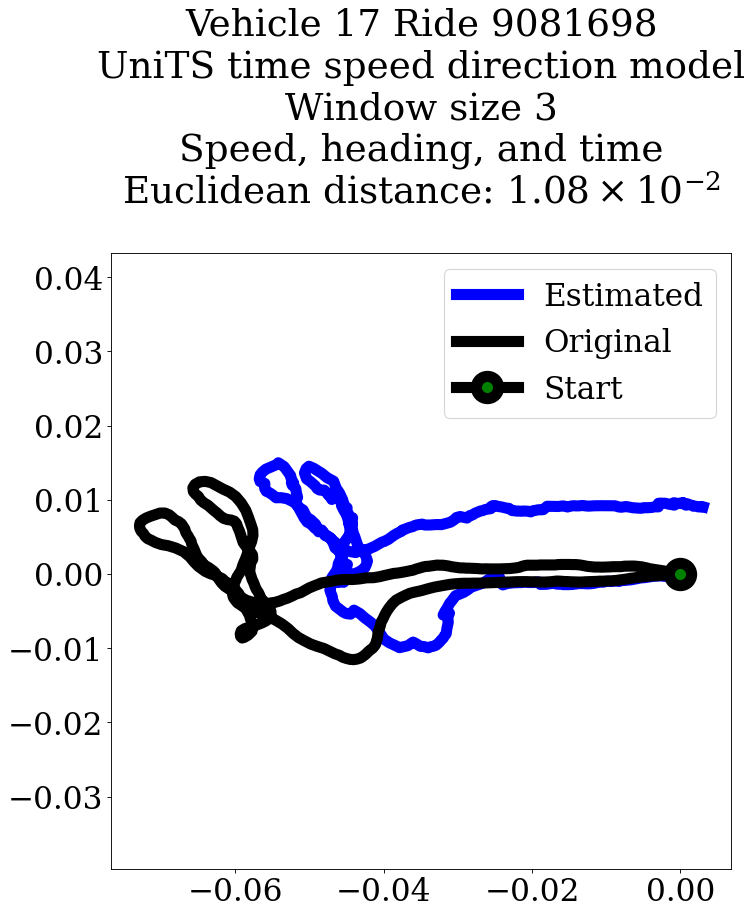 Vehicle 17 Ride 9081698
UniTS time speed direction model
Window size 3
Speed, heading, and time
Euclidean distance: 1.08 × 10⁻²
0.04
0.03
0.02
0.01
0.00
−0.01
−0.02
−0.03
Estimated
Original
Start
−0.06
−0.04
−0.02
0.00